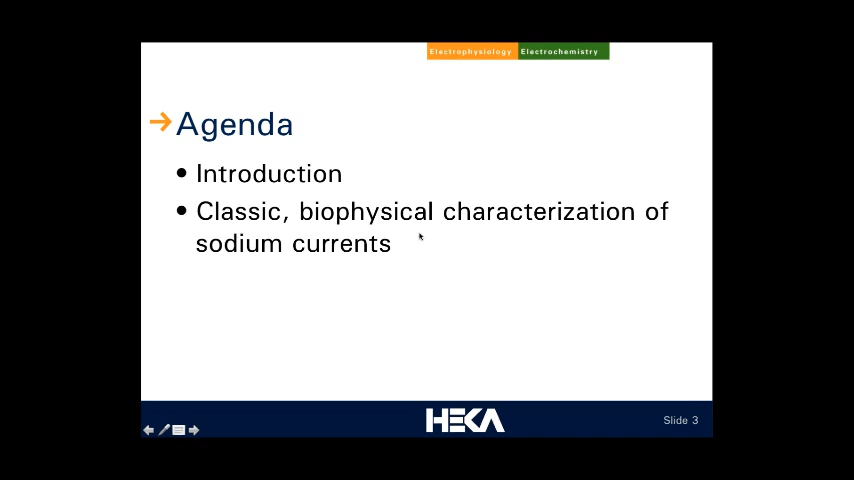 Electrophysiology Electrochemistry
Agenda
• Introduction
• Classic, biophysical characterization of
sodium currents
HEKA
Slide 3